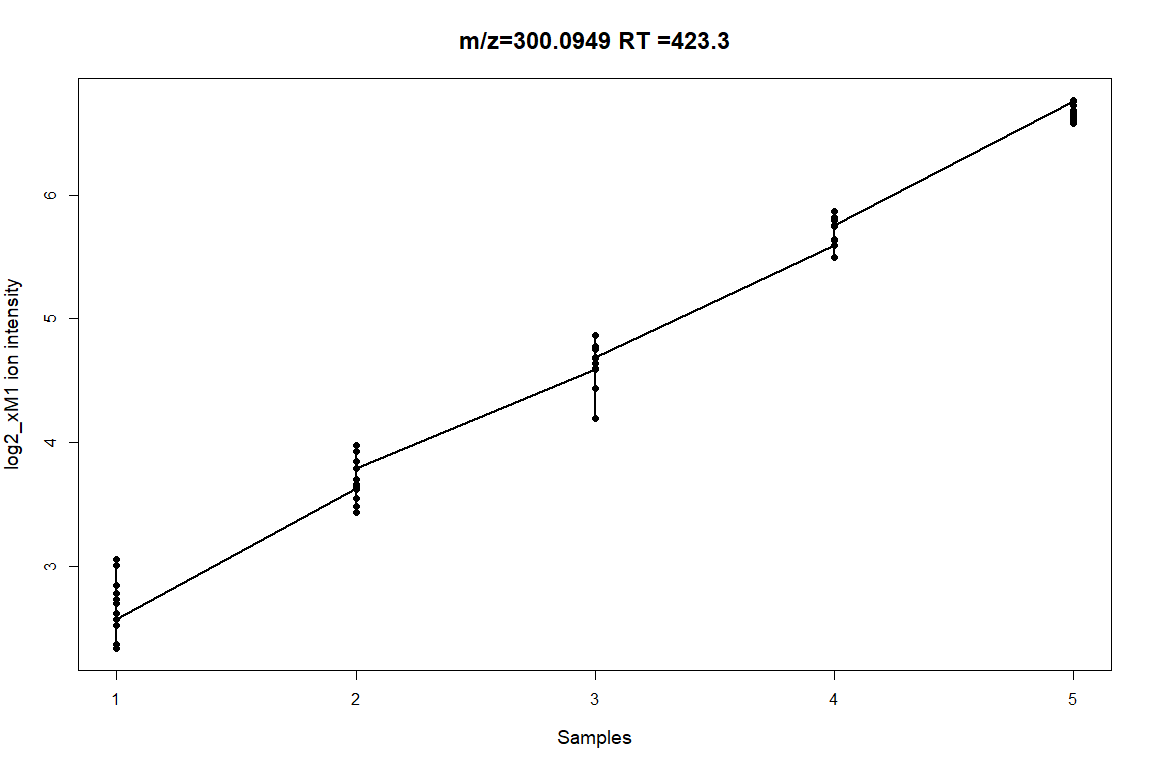 m/z=300.0949 RT =423.3
log2_xM1 ion intensity
6
5
4
3
1 2 3 4 5
Samples